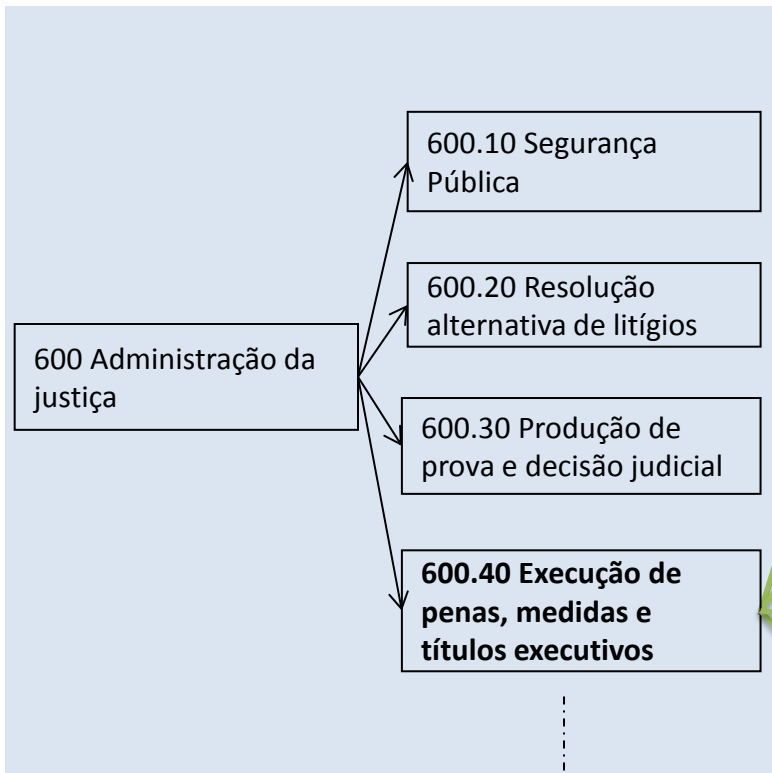 600.10 Segurança
Pública
600.20 Resolução
alternativa de litígios
600 Administração da
justiça
600.30 Produção de
prova e decisão judicial
600.40 Execução de
penas, medidas e
títulos executivos